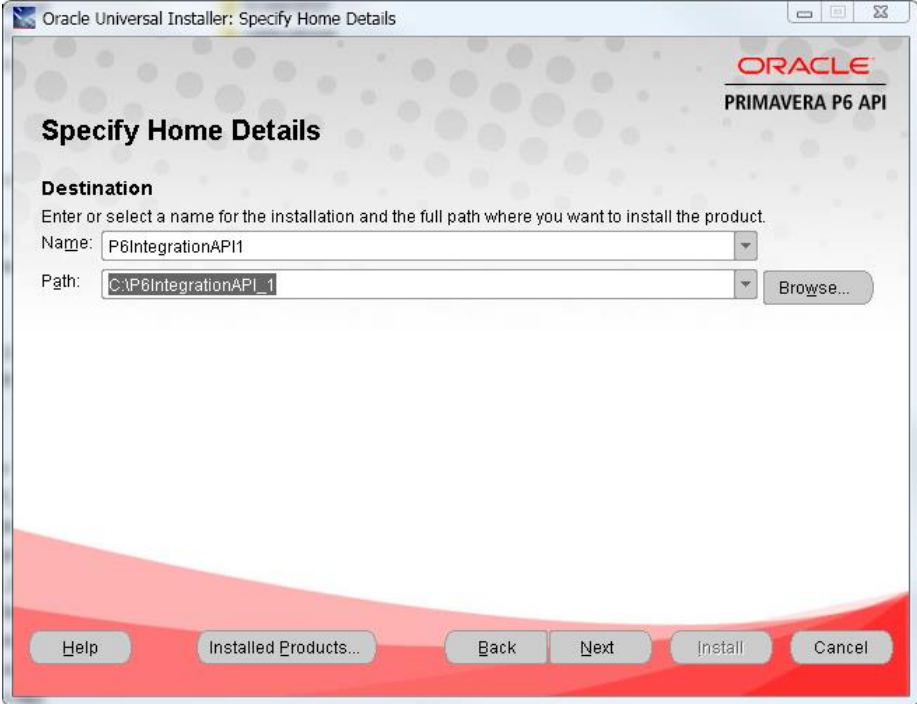 Oracle Universal Installer: Specify Home Details
ORACLE
PRIMAVERA P6 API
Specify Home Details
Destination
Enter or select a name for the installation and the full path where you want to install the product.
Name: P6IntegrationAPI1
Path: C:\P6IntegrationAPI_1 Browse...
Help Installed Products... Back Next Install Cancel